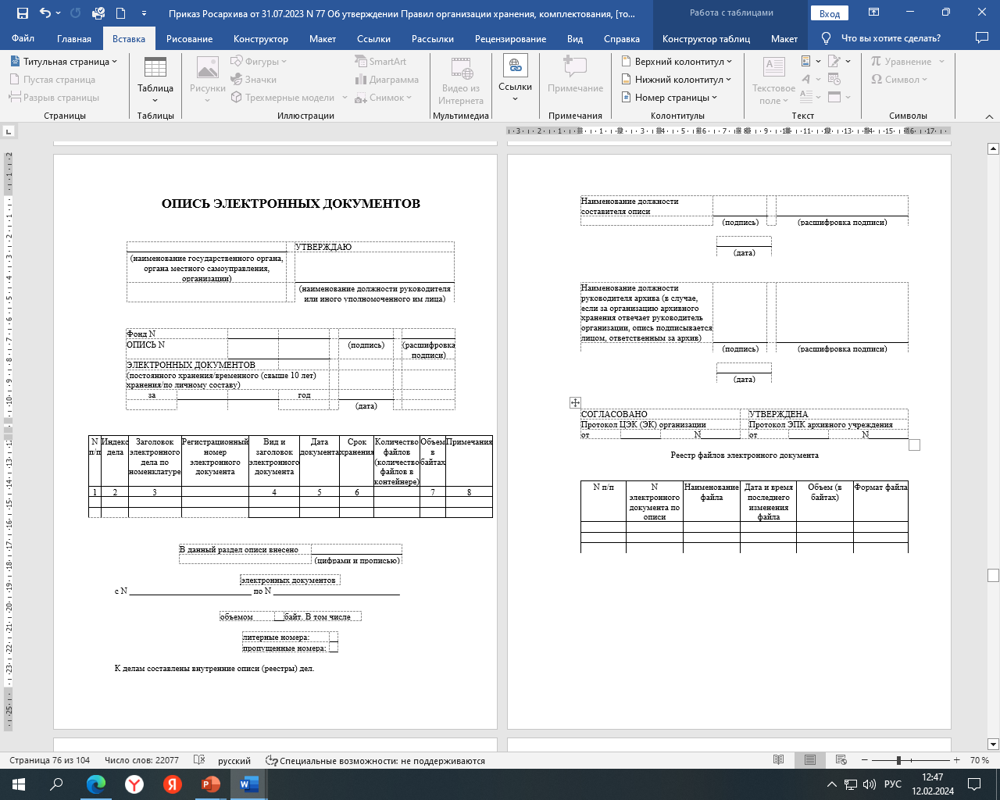 Приказ Росархива от 31.07.2023 N 77 Об утверждении Правил организации хранения, комплектования, [то...
Работа с таблицами
Вход
Файл Главная Вставка Рисование Конструктор Макет Ссылки Рассылки Рецензирование Вид Справка Конструктор таблиц Макет Что вы хотите сделать?
Титульная страница
Пустая страница
Разрыв страницы
Страницы
Таблица
Таблицы
Рисунки
Фигуры
Значки
Трехмерные модели
SmartArt
Диаграмма
Снимок
Иллюстрации
Видео из
Интернета
Мультимедиа
Ссылки
Примечание
Примечания
Верхний колонтитул
Нижний колонтитул
Номер страницы
Колонтитулы
Текстовое
поле
Текст
Уравнение
Символ
Символы
ОПИСЬ ЭЛЕКТРОННЫХ ДОКУМЕНТОВ
УТВЕРЖДАЮ
(наименование государственного органа,
органа местного самоуправления,
организации)
(наименование должности руководителя
или иного уполномоченного им лица)
Фонд N
ОПИСЬ N (подпись) (расшифровка
подписи)
ЭЛЕКТРОННЫХ ДОКУМЕНТОВ
(постоянного хранения/временного (свыше 10 лет)
хранения/по личному составу)
за год
(дата)
N
п/п
Индекс
дела
Заголовок
электронного
дела по
номенклатуре
Регистрационный
номер
электронного
документа
Вид и
заголовок
электронного
документа
Дата
документа
Срок
хранения
Количество
файлов
(количество
файлов в
контейнере)
Объем
в
байтах
Примечания
1 2 3 4 5 6 7 8
В данный раздел описи внесено
(цифрами и прописью)
электронных документов
с N ____________________________ по N _____________________________
объемом байт. В том числе
литерные номера:
пропущенные номера:
К делам составлены внутренние описи (реестры) дел.
Наименование должности
составителя описи
(подпись) (расшифровка подписи)
(дата)
Наименование должности
руководителя архива (в случае,
если за организацию архивного
хранения отвечает руководитель
организации, опись подписывается
лицом, ответственным за архив)
(подпись) (расшифровка подписи)
(дата)
СОГЛАСОВАНО УТВЕРЖДЕНА
Протокол ЦЭК (ЭК) организации Протокол ЭПК архивного учреждения
от N от N
Реестр файлов электронного документа
N п/п
N
электронного
документа по
описи
Наименование
файла
Дата и время
последнего
изменения
файла
Объем (в
байтах)
Формат файла
Страница 76 из 104 Число слов: 22077 русский Специальные возможности: не поддерживаются 70 %
РУС
12:47
12.02.2024